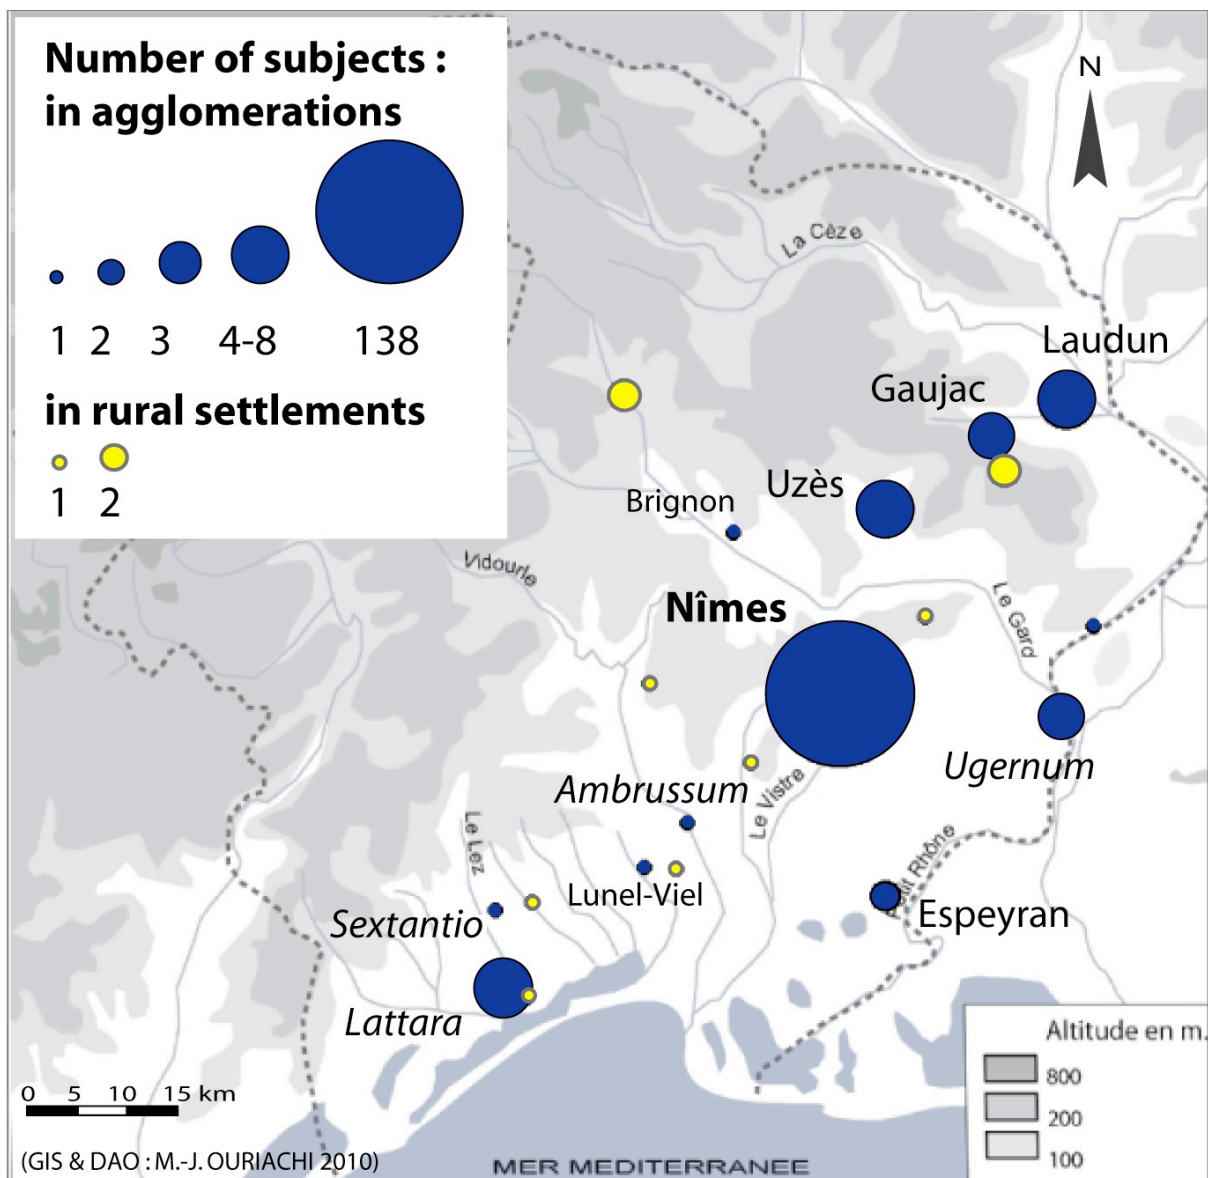 Number of subjects :
in agglomerations
1 2 3 4-8 138
in rural settlements
1 2
N
La Cèze
Laudun
Gaujac
Uzès
Brignon
Vidourle
Nîmes
Le Gard
Ugernum
Ambrussum
Le Vistre
Le Lez
Lunel-Viel
Rhône
Sextantio
Espeyran
Lattara
Altitude en m.
800
200
100
0 5 10 15 km
(GIS & DAO : M.-J. OURIACHI 2010)
MER MEDITERRANEE